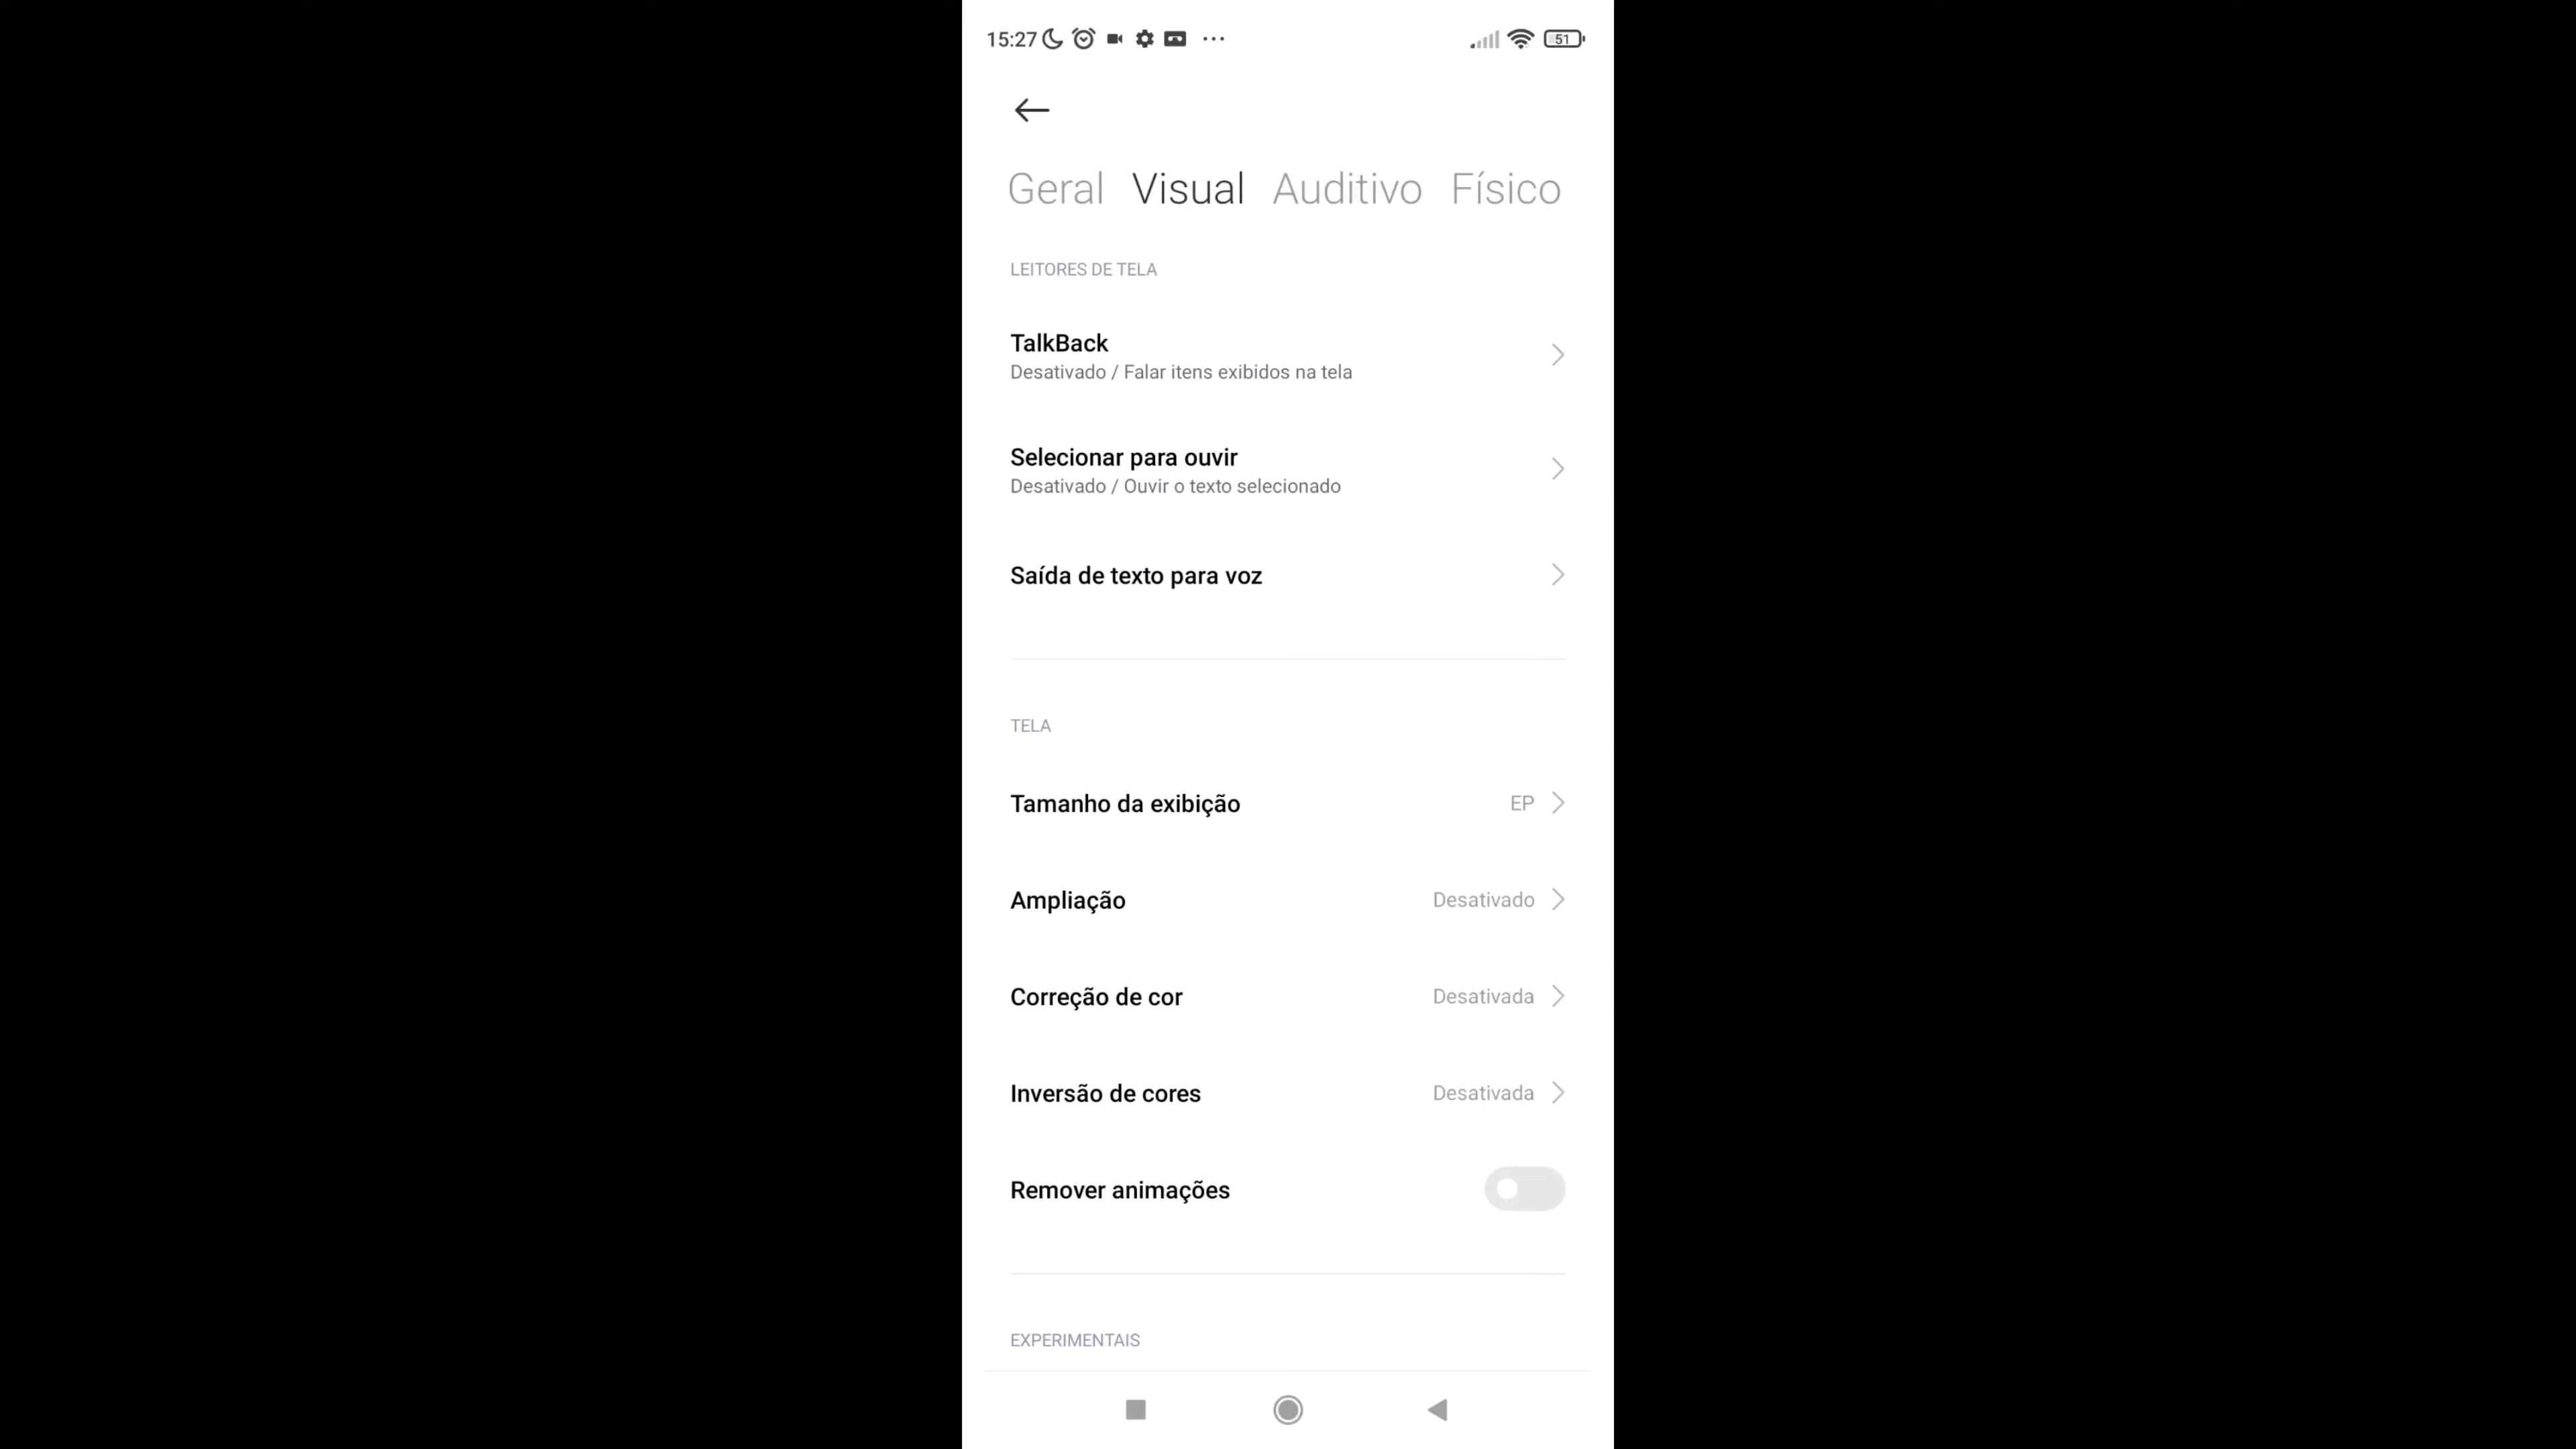 15:27 51
Geral Visual Auditivo Físico
LEITORES DE TELA
TalkBack
Desativado / Falar itens exibidos na tela
Selecionar para ouvir
Desativado / Ouvir o texto selecionado
Saída de texto para voz
TELA
Tamanho da exibição EP
Ampliação Desativado
Correção de cor Desativada
Inversão de cores Desativada
Remover animações
EXPERIMENTAIS